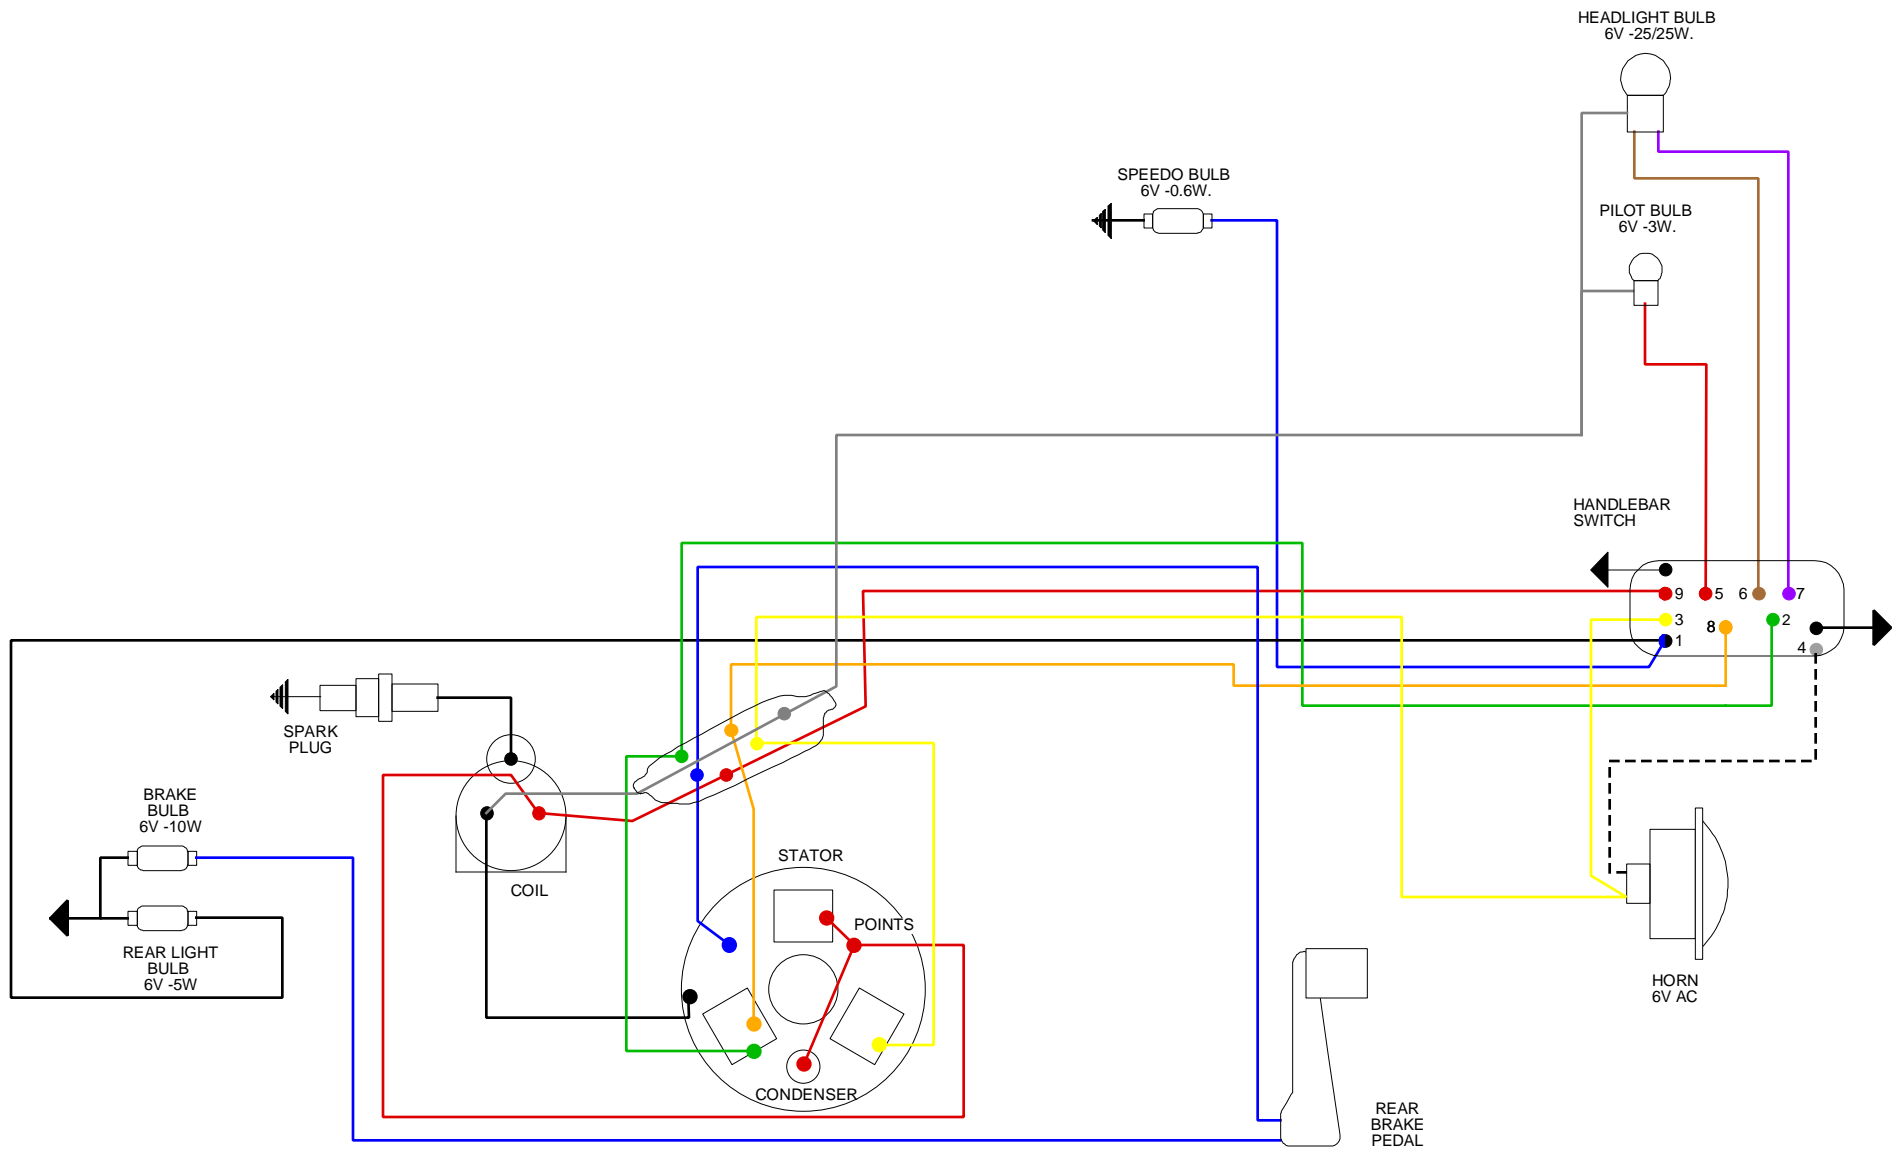 HEADLIGHT BULB
6V -25/25W.
SPEEDO BULB
6V -0.6W.
PILOT BULB
6V -3W.
HANDLEBAR
SWITCH
9 5 6 7
3 8 2
1 4
SPARK
PLUG
BRAKE
BULB
6V -10W
COIL
STATOR
POINTS
REAR LIGHT
BULB
6V -5W
CONDENSER
HORN
6V AC
REAR
BRAKE
PEDAL